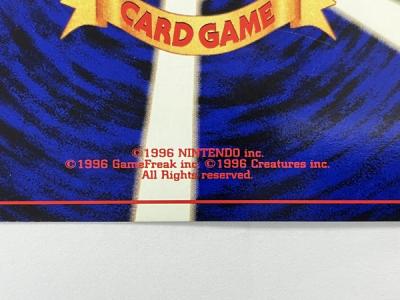 CARD GAME
©1996 NINTENDO inc.
©1996 GameFreak inc. ©1996 Creatures inc.
All Rights reserved.